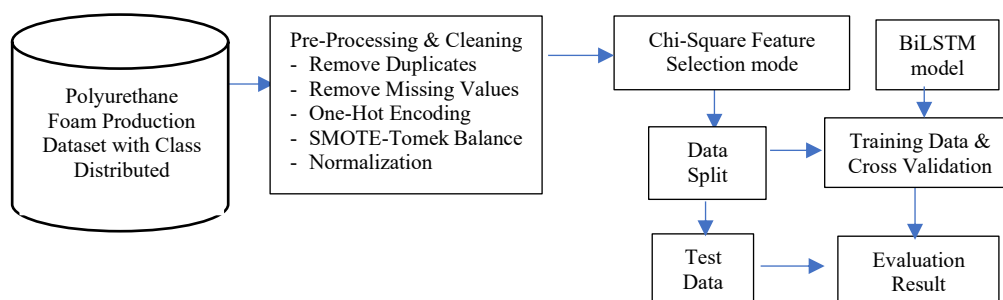 Polyurethane
Foam Production
Dataset with Class
Distributed
Pre-Processing & Cleaning
- Remove Duplicates
- Remove Missing Values
- One-Hot Encoding
- SMOTE-Tomek Balance
- Normalization
Chi-Square Feature
Selection mode
BiLSTM
model
Data
Split
Training Data &
Cross Validation
Test
Data
Evaluation
Result